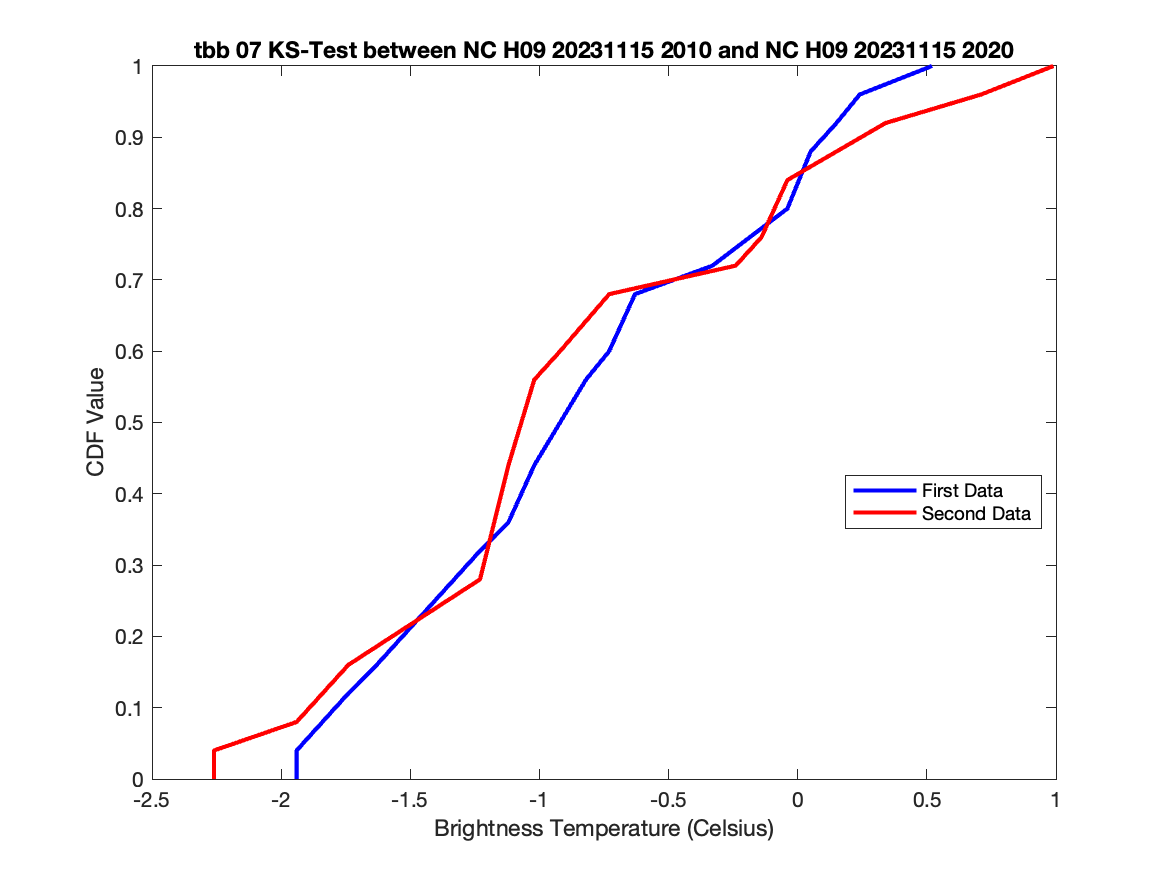 tbb 07 KS-Test between NC H09 20231115 2010 and NC H09 20231115 2020
1
0.9
0.8
0.7
0.6
0.5
0.4
0.3
0.2
0.1
0
CDF Value
First Data
Second Data
-2.5 -2 -1.5 -1 -0.5 0 0.5 1
Brightness Temperature (Celsius)